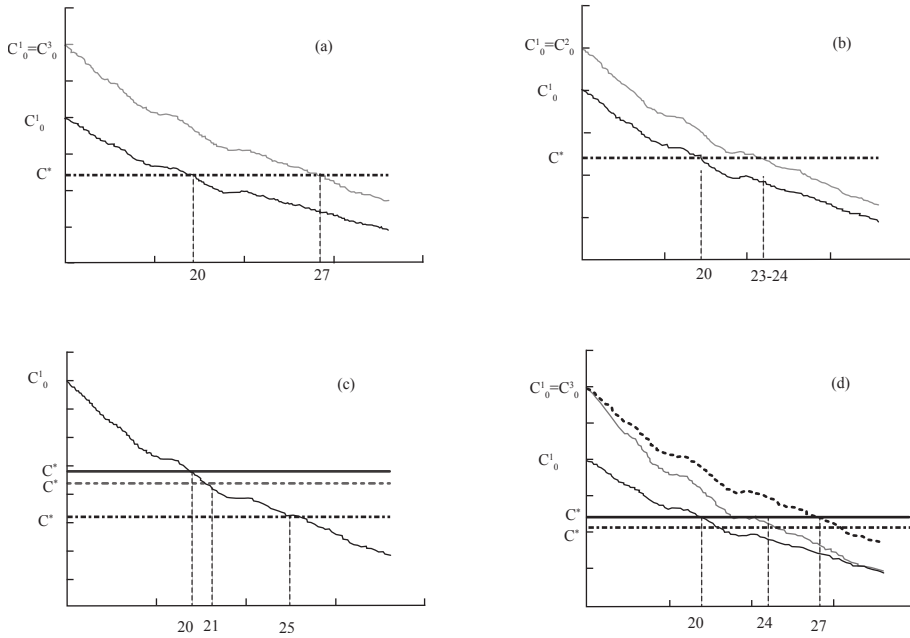 (a)
C¹₀=C³₀
C¹₀
C*
20
27
(b)
C¹₀=C²₀
C¹₀
C*
20
23-24
(c)
C¹₀
C*
C*
C*
20
21
25
(d)
C¹₀=C³₀
C¹₀
C*
C*
20
24
27